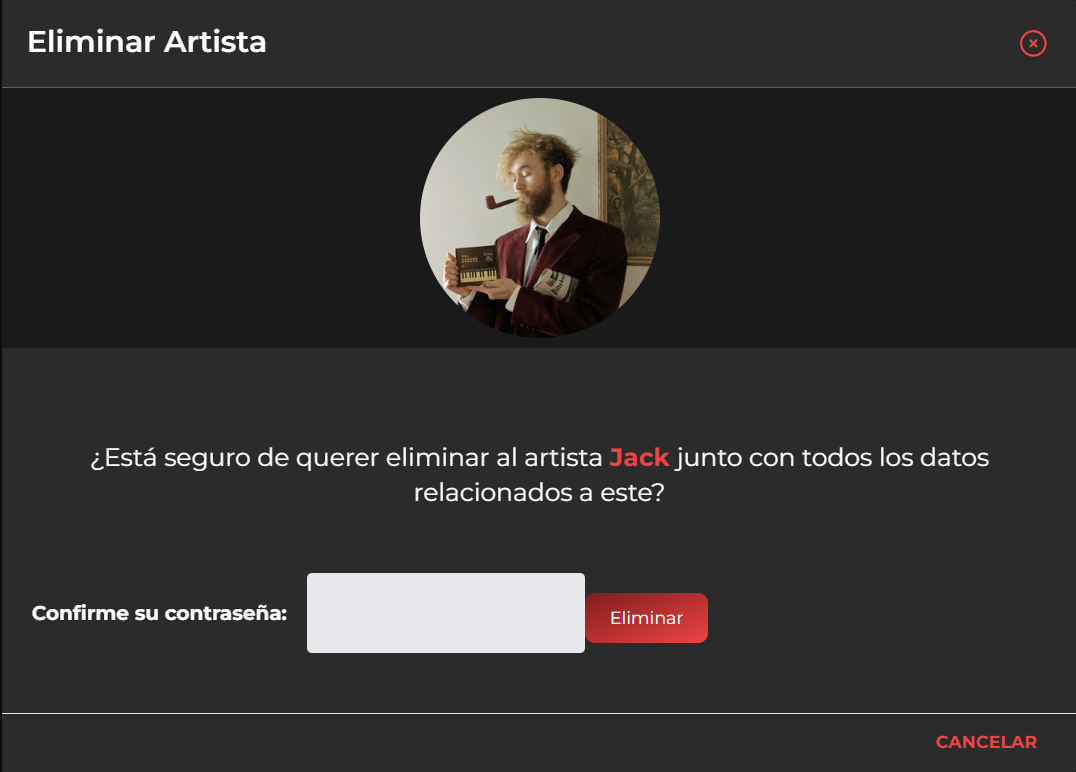 Eliminar Artista
¿Está seguro de querer eliminar al artista Jack junto con todos los datos
relacionados a este?
Confirme su contraseña:
Eliminar
CANCELAR